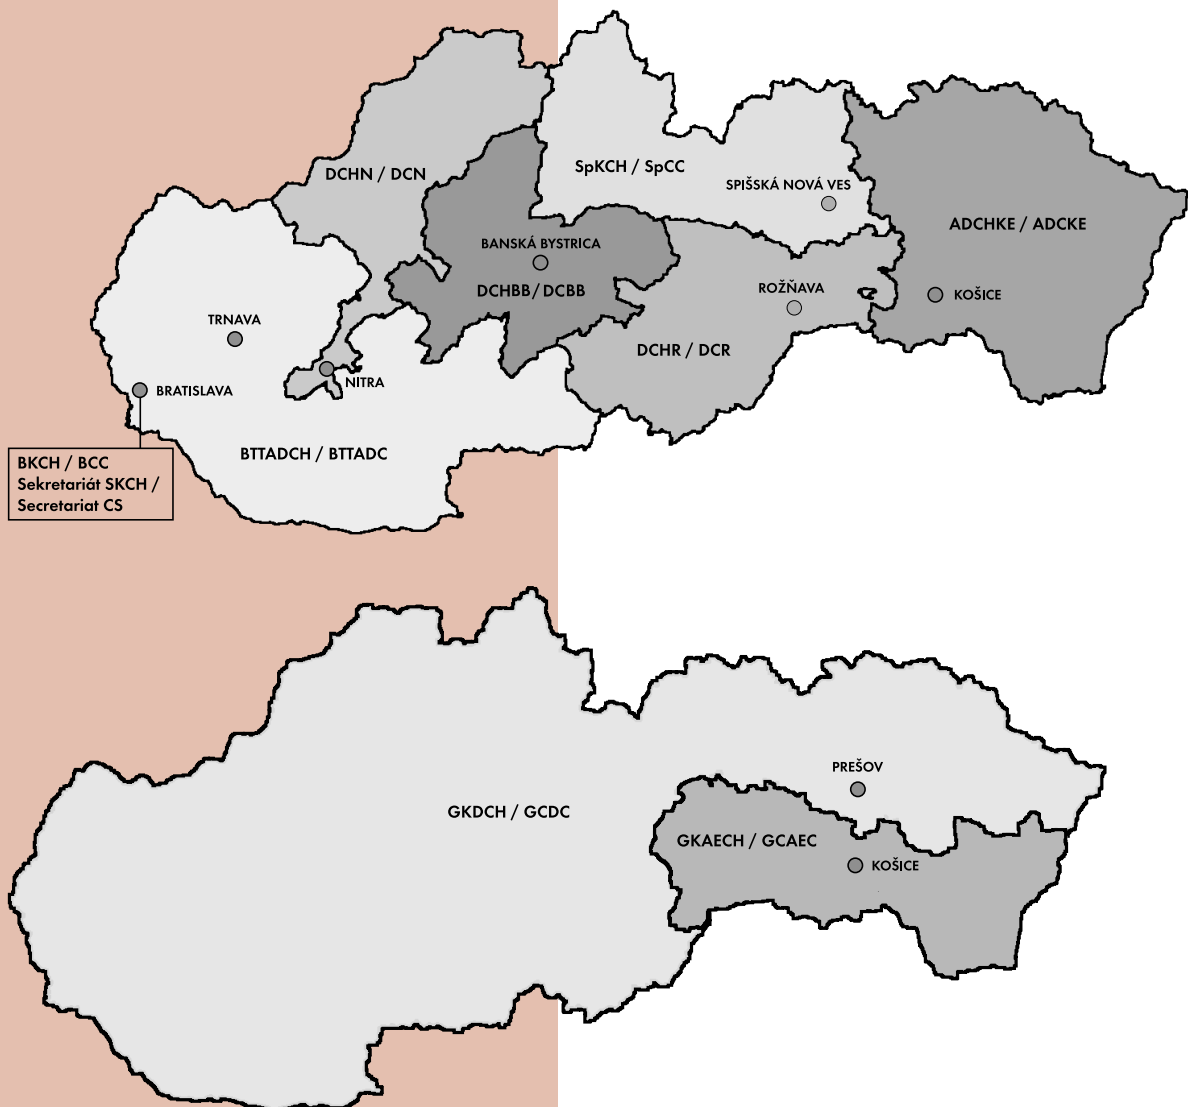 DCHN / DCN
SpKCH / SpCC
SPIŠSKÁ NOVÁ VES
ADCHKE / ADCKE
BANSKÁ BYSTRICA
DCHBB / DCBB
ROŽŇAVA
KOŠICE
TRNAVA
DCHR / DCR
NITRA
BRATISLAVA
BTTADCH / BTTADC
BKCH / BCC
Sekretariát SKCH /
Secretariat CS
PREŠOV
GKDCH / GCDC
GKAECH / GCAEC
KOŠICE